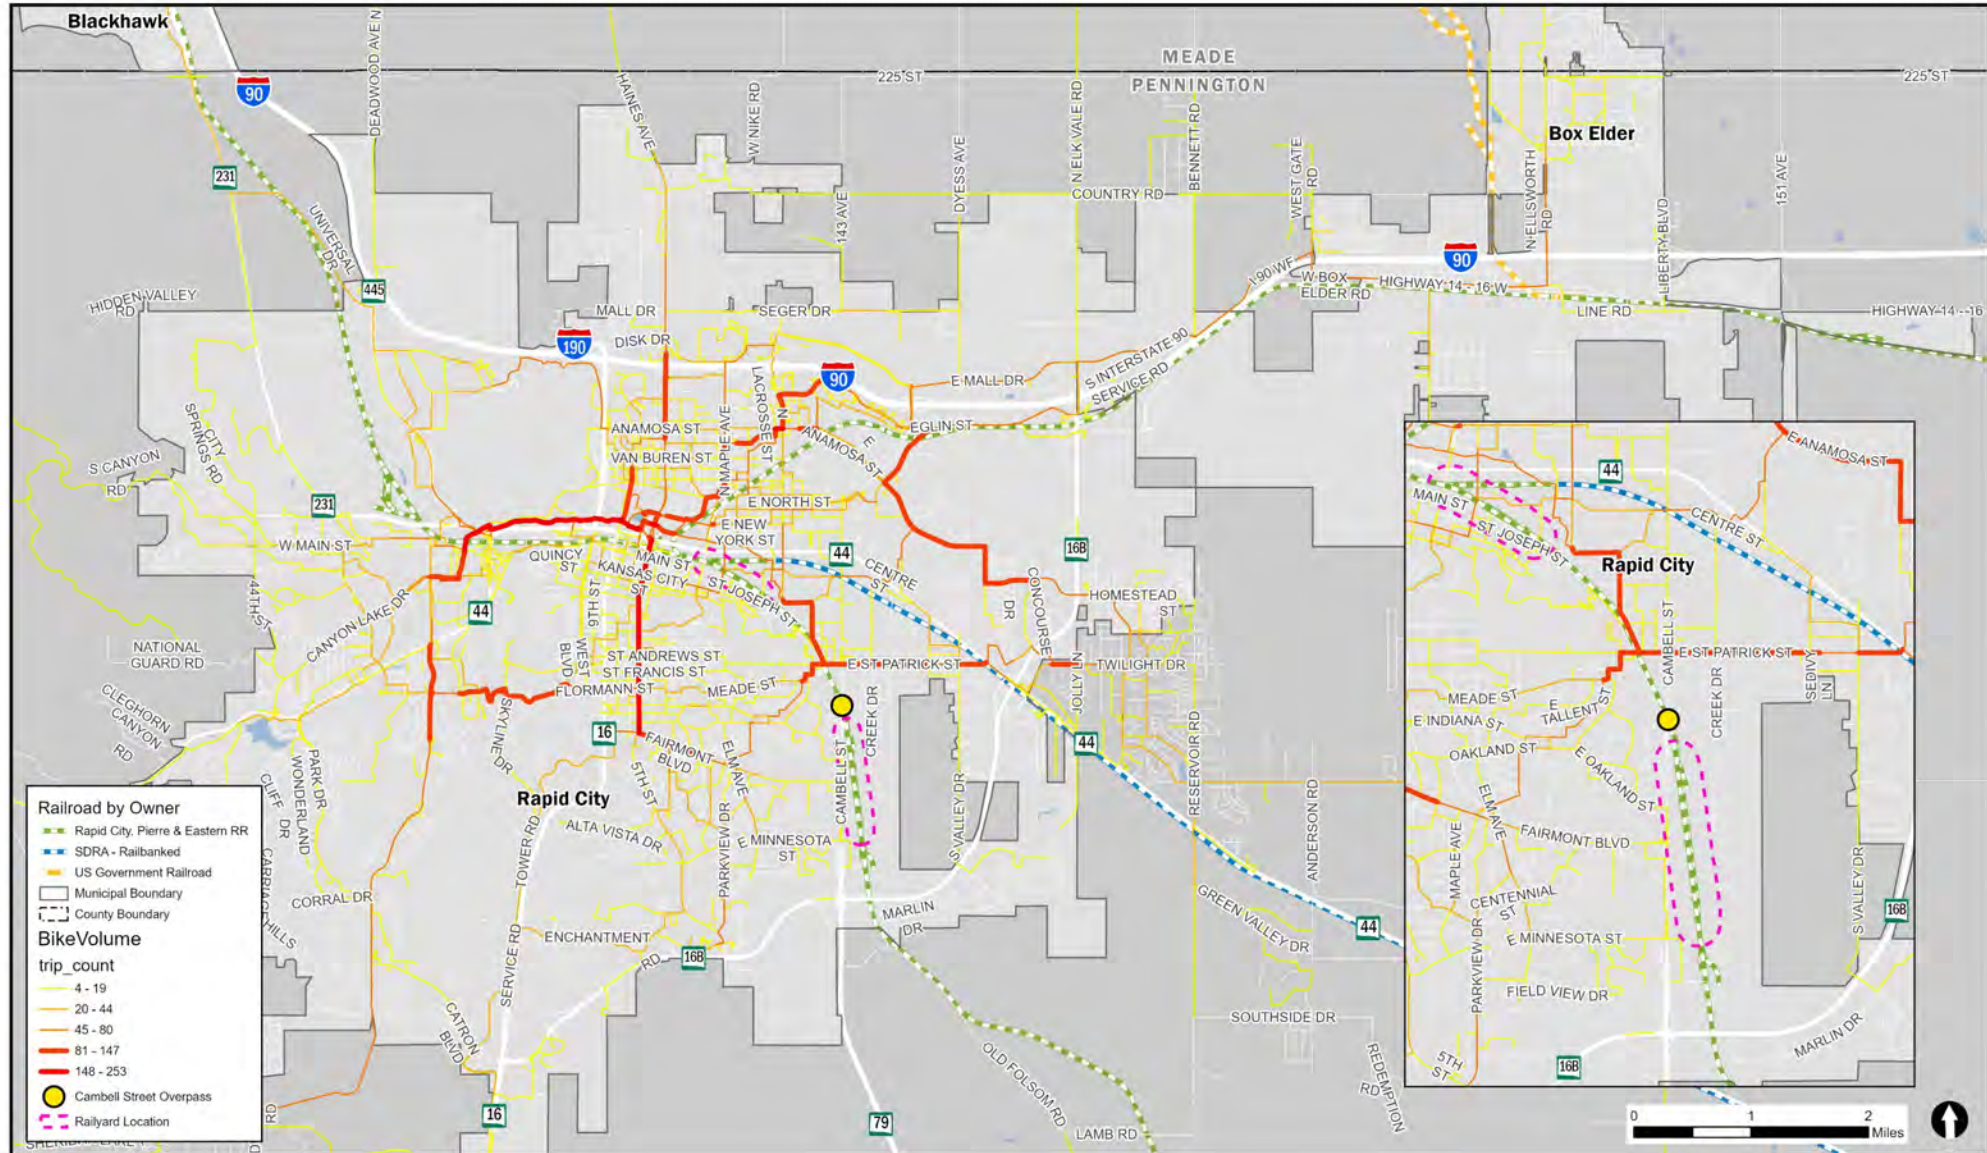 Blackhawk
DEADWOOD AVE N
HAINES AVE
W NIKE RD
MEADE
PENNINGTON
225 ST
225 ST
90
231
UNIVERSAL
DR
445
HIDDEN VALLEY
RD
143 AVE
DYESS AVE
N ELK VALE RD
BENNETT RD
COUNTRY RD
WEST GATE
RD
Box Elder
N ELLSWORTH
RD
LIBERTY BLVD
151 AVE
90
I-90 WF
W BOX
ELDER RD
HIGHWAY 14 - 16 W
LINE RD
HIGHWAY 14 - 16
MALL DR
SEGER DR
190
DISK DR
90
E MALL DR
S INTERSTATE 90
SERVICE RD
LACROSSE ST
N
N MAPLE AVE
ANAMOSA ST
E
ANAMOSA ST
EGLIN ST
VAN BUREN ST
CITY
SPRINGS RD
S CANYON
RD
231
E NORTH ST
E NEW
YORK ST
W MAIN ST
QUINCY
ST
MAIN ST
KANSAS CITY
ST
ST JOSEPH ST
44
CENTRE
ST
16B
44TH ST
CANYON LAKE DR
44
WEST
BLVD
HOMESTEAD
ST
CONCOURSE
DR
NATIONAL
GUARD RD
ST ANDREWS ST
ST FRANCIS ST
FLORMANN ST
MEADE ST
E ST PATRICK ST
TWILIGHT DR
JOLLY LN
CLEGHORN
CANYON
RD
SKYLINE DR
16
FAIRMONT
BLVD
5TH ST
ELM AVE
CREEK DR
CAMBELL ST
44
RESERVOIR RD
PARK DR
WONDERLAND
CLIFF
DR
CARRIAGE HILLS
CORRAL DR
Rapid City
TOWER RD
ALTA VISTA DR
PARKVIEW DR
E MINNESOTA
ST
S VALLEY DR
ANDERSON RD
GREEN VALLEY DR
44
MARLIN
DR
ENCHANTMENT
RD
16B
SERVICE RD
CATRON
BLVD
16
79
OLD FOLSOM RD
LAMB RD
SOUTHSIDE DR
REDEMPTION
RD
RD
Railroad by Owner
Rapid City, Pierre & Eastern RR
SDRA - Railbanked
US Government Railroad
Municipal Boundary
County Boundary
BikeVolume
trip_count
4 - 19
20 - 44
45 - 80
81 - 147
148 - 253
Cambell Street Overpass
Railyard Location
E ANAMOSA ST
44
MAIN ST
ST JOSEPH ST
CENTRE ST
Rapid City
CAMBELL ST
E ST PATRICK ST
SEDIVY
LN
CREEK DR
MEADE ST
E
TALLENT ST
E INDIANA ST
OAKLAND ST
E OAKLAND ST
ELM AVE
FAIRMONT BLVD
MAPLE AVE
CENTENNIAL
ST
PARKVIEW DR
E MINNESOTA ST
S VALLEY DR
16B
FIELD VIEW DR
MARLIN DR
5TH
ST
16B
0 1 2
Miles